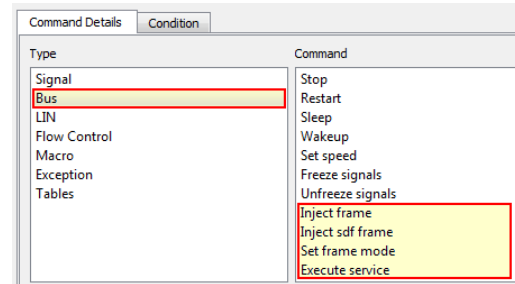 Command Details
Condition
Type
Signal
Bus
LIN
Flow Control
Macro
Exception
Tables
Command
Stop
Restart
Sleep
Wakeup
Set speed
Freeze signals
Unfreeze signals
Inject frame
Inject sdf frame
Set frame mode
Execute service